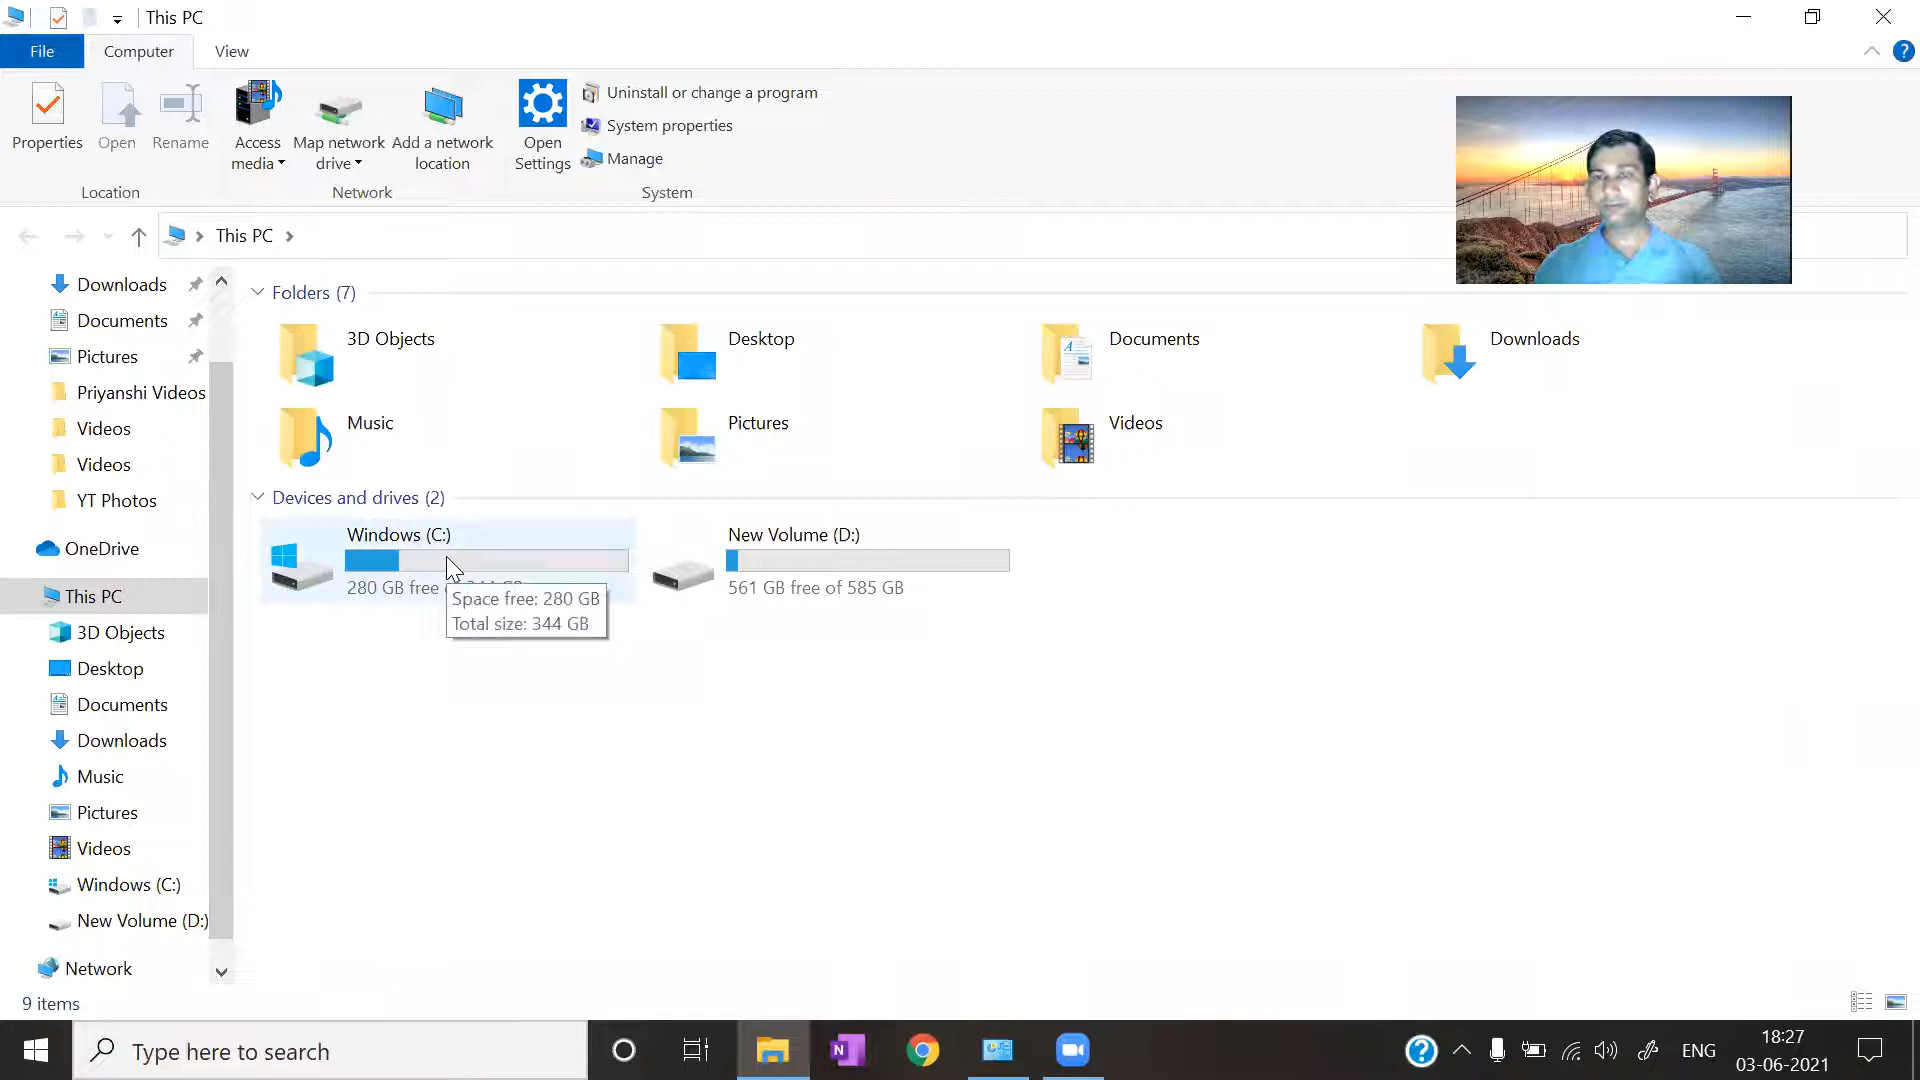 This PC
File
Computer
View
?
Properties
Open
Rename
Access media
Map network drive
Add a network location
Open Settings
Uninstall or change a program
System properties
Manage
Location
Network
System
This PC
Downloads
Documents
Pictures
Priyanshi Videos
Videos
Videos
YT Photos
OneDrive
This PC
3D Objects
Desktop
Documents
Downloads
Music
Pictures
Videos
Windows (C:)
New Volume (D:)
Network
Folders (7)
3D Objects
Desktop
Documents
Downloads
Music
Pictures
Videos
Devices and drives (2)
Windows (C:)
280 GB free
Space free: 280 GB
Total size: 344 GB
New Volume (D:)
561 GB free of 585 GB
9 items
Type here to search
N
?
ENG
18:27
03-06-2021